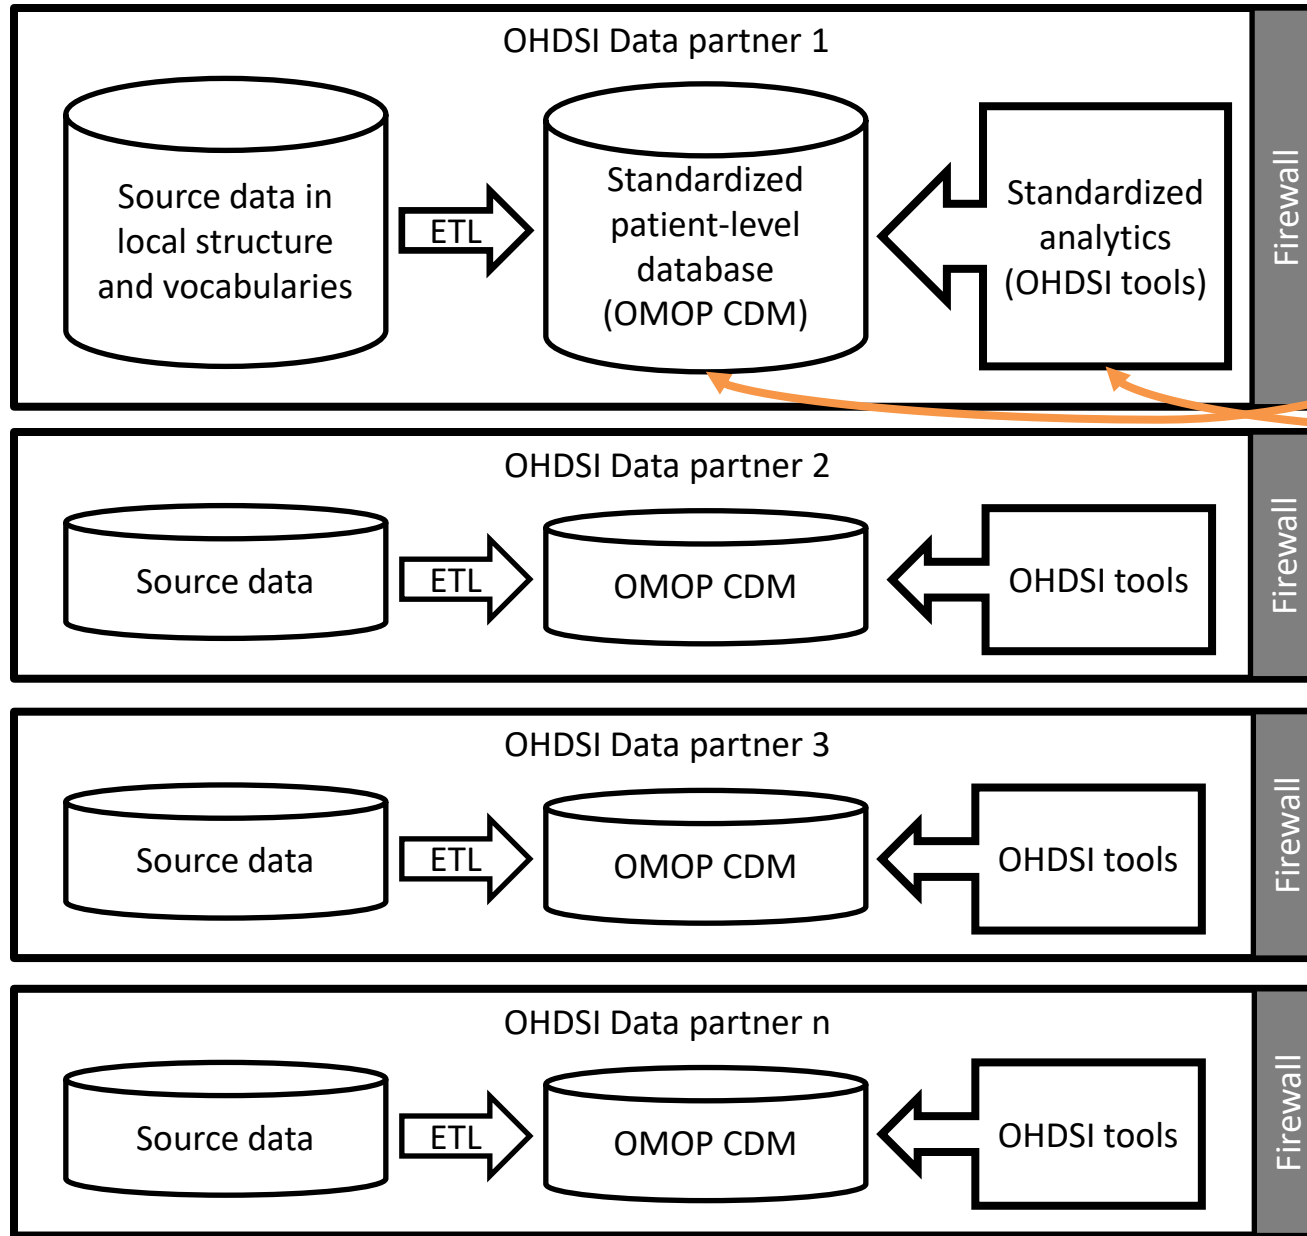 OHDSI Data partner 1
Source data in
local structure
and vocabularies
ETL
Standardized
patient-level
database
(OMOP CDM)
Standardized
analytics
(OHDSI tools)
Firewall
OHDSI Data partner 2
Source data
ETL
OMOP CDM
OHDSI tools
Firewall
OHDSI Data partner 3
Source data
ETL
OMOP CDM
OHDSI tools
Firewall
OHDSI Data partner n
Source data
ETL
OMOP CDM
OHDSI tools
Firewall